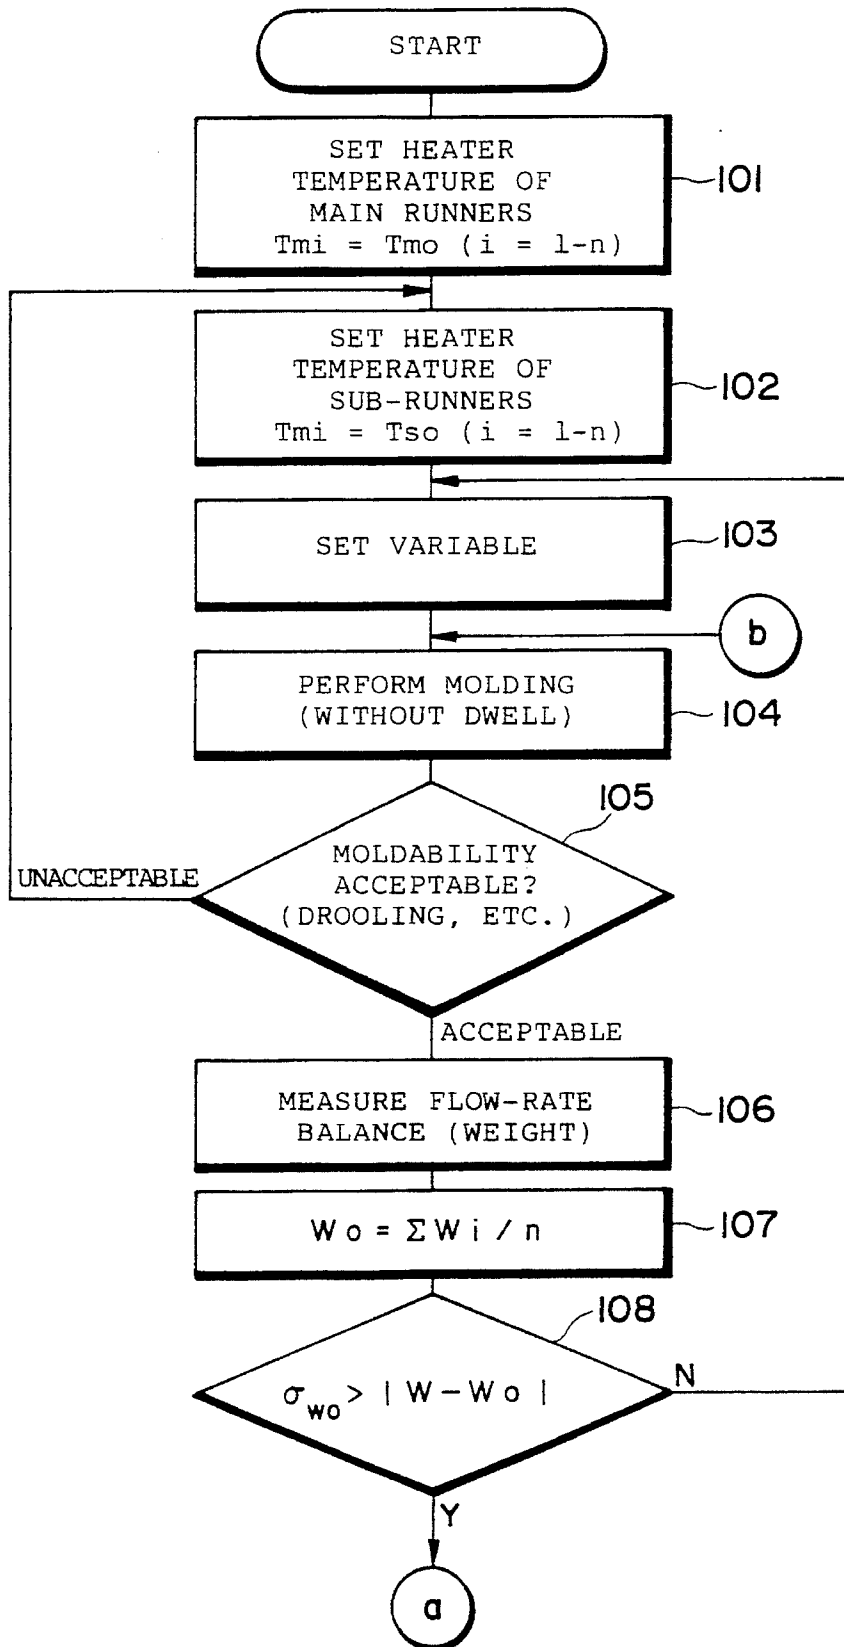 START
SET HEATER
TEMPERATURE OF
MAIN RUNNERS
Tmi = Tmo (i = 1-n)
101
SET HEATER
TEMPERATURE OF
SUB-RUNNERS
Tmi = Tso (i = 1-n)
102
SET VARIABLE
103
b
PERFORM MOLDING
(WITHOUT DWELL)
104
105
MOLDABILITY
ACCEPTABLE?
(DROOLING, ETC.)
UNACCEPTABLE
ACCEPTABLE
MEASURE FLOW-RATE
BALANCE (WEIGHT)
106
Wo = ΣWi / n
107
108
σwo > | W - Wo |
N
Y
a